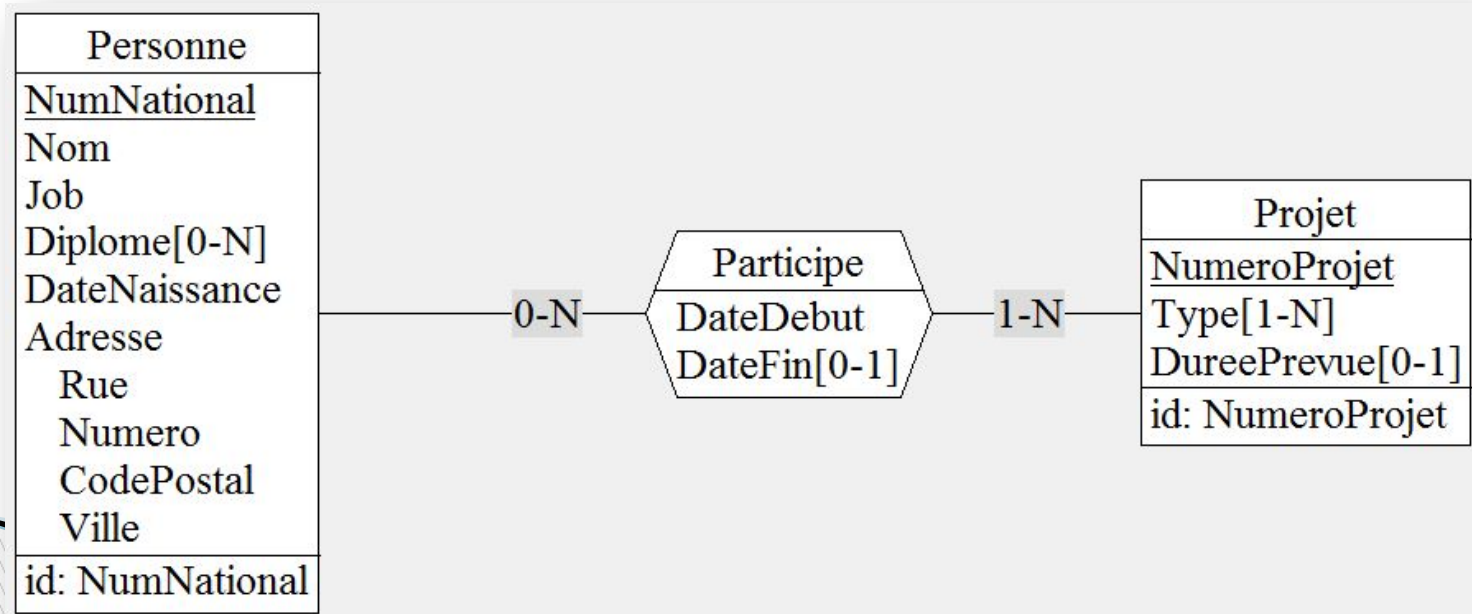 Personne
NumNational
Nom
Job
Diplome[0-N]
DateNaissance
Adresse
Rue
Numero
CodePostal
Ville
id: NumNational
0-N
Participe
DateDebut
DateFin[0-1]
1-N
Projet
NumeroProjet
Type[1-N]
DureePrevue[0-1]
id: NumeroProjet